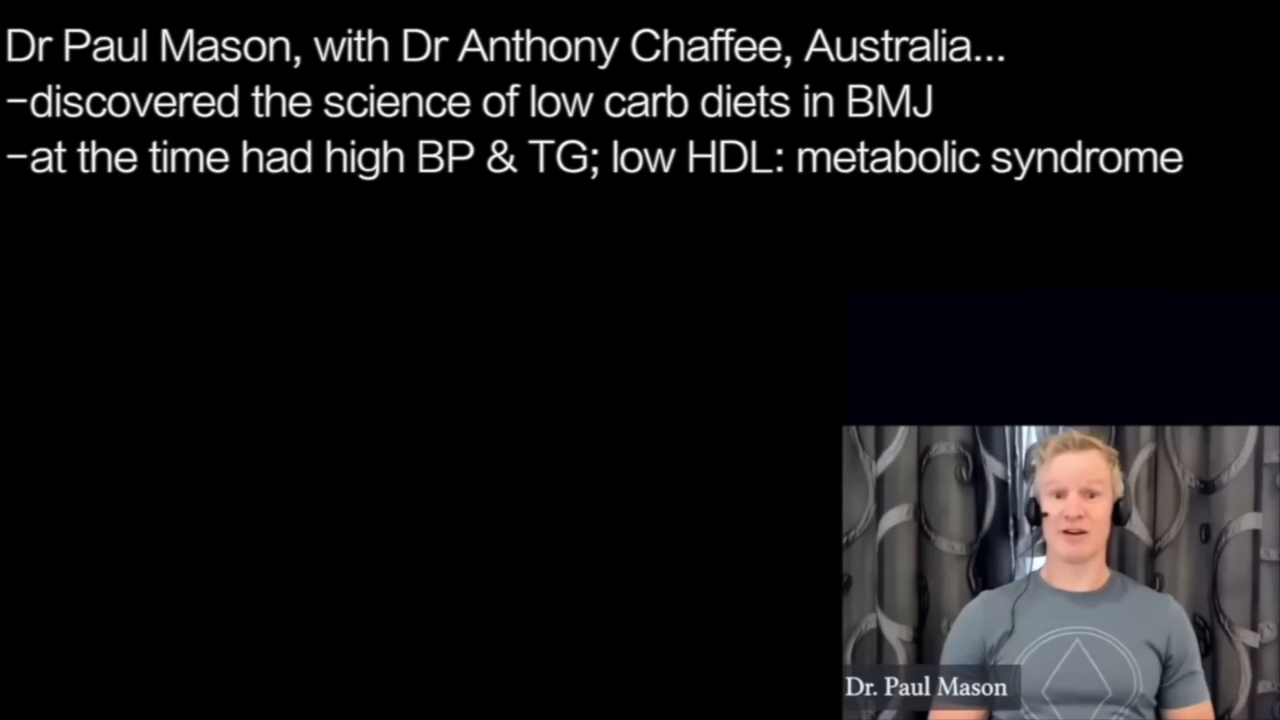 Dr Paul Mason, with Dr Anthony Chaffee, Australia...
-discovered the science of low carb diets in BMJ
-at the time had high BP & TG; low HDL: metabolic syndrome
Dr. Paul Mason